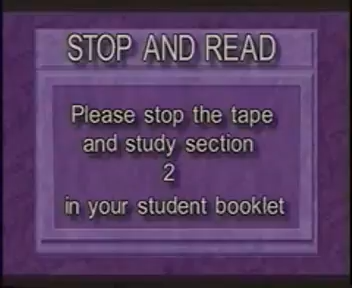 STOP AND READ
Please stop the tape
and study section
2
in your student booklet